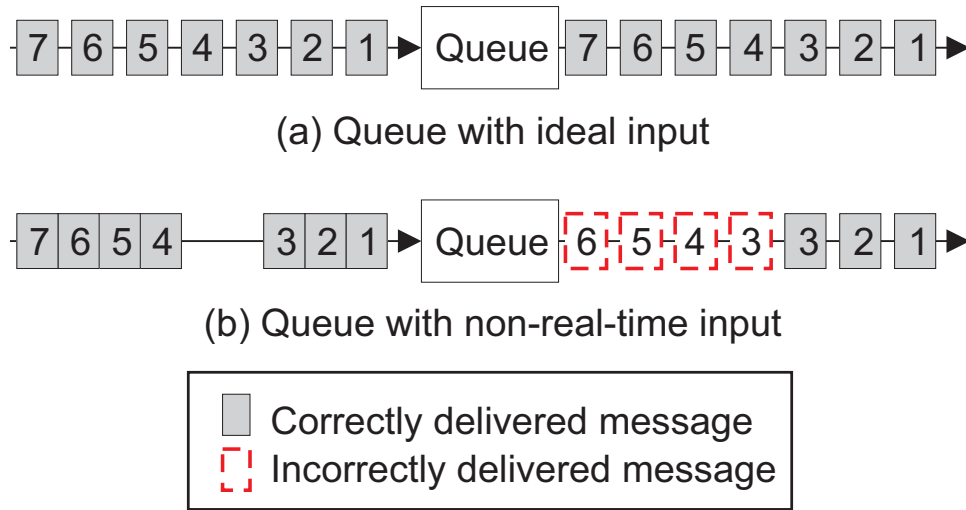 7 6 5 4 3 2 1 Queue 7 6 5 4 3 2 1
(a) Queue with ideal input
7 6 5 4 3 2 1 Queue 6 5 4 3 3 2 1
(b) Queue with non-real-time input
Correctly delivered message
Incorrectly delivered message